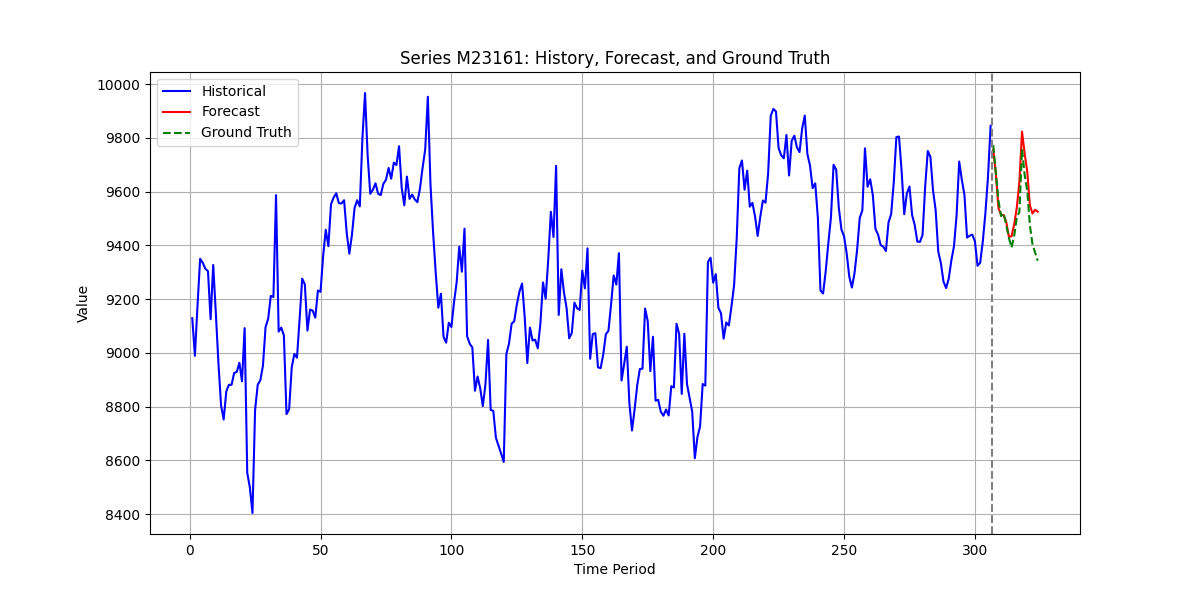 Series M23161: History, Forecast, and Ground Truth
Historical
Forecast
Ground Truth
10000
9800
9600
9400
9200
9000
8800
8600
8400
Value
0 50 100 150 200 250 300
Time Period